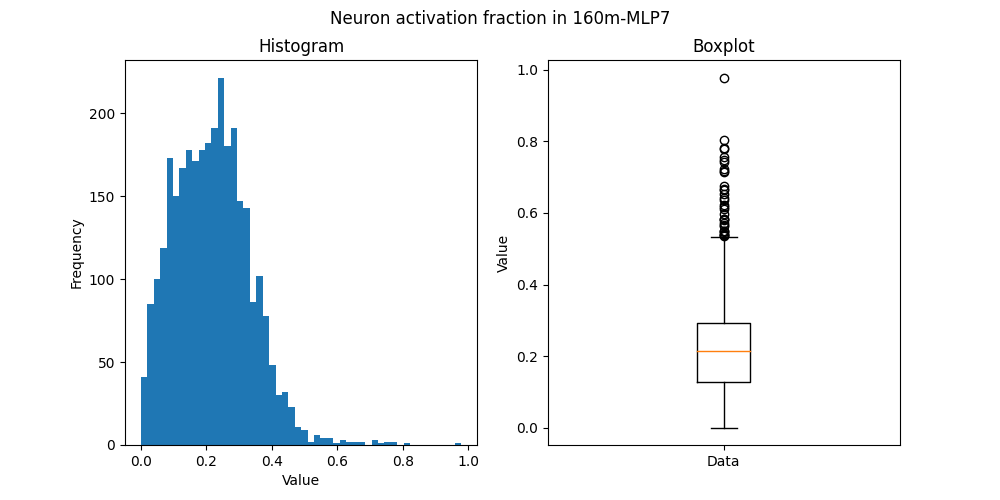 Neuron activation fraction in 160m-MLP7
Histogram
Frequency
200
150
100
50
0
0.0 0.2 0.4 0.6 0.8 1.0
Value
Boxplot
Value
1.0
0.8
0.6
0.4
0.2
0.0
Data